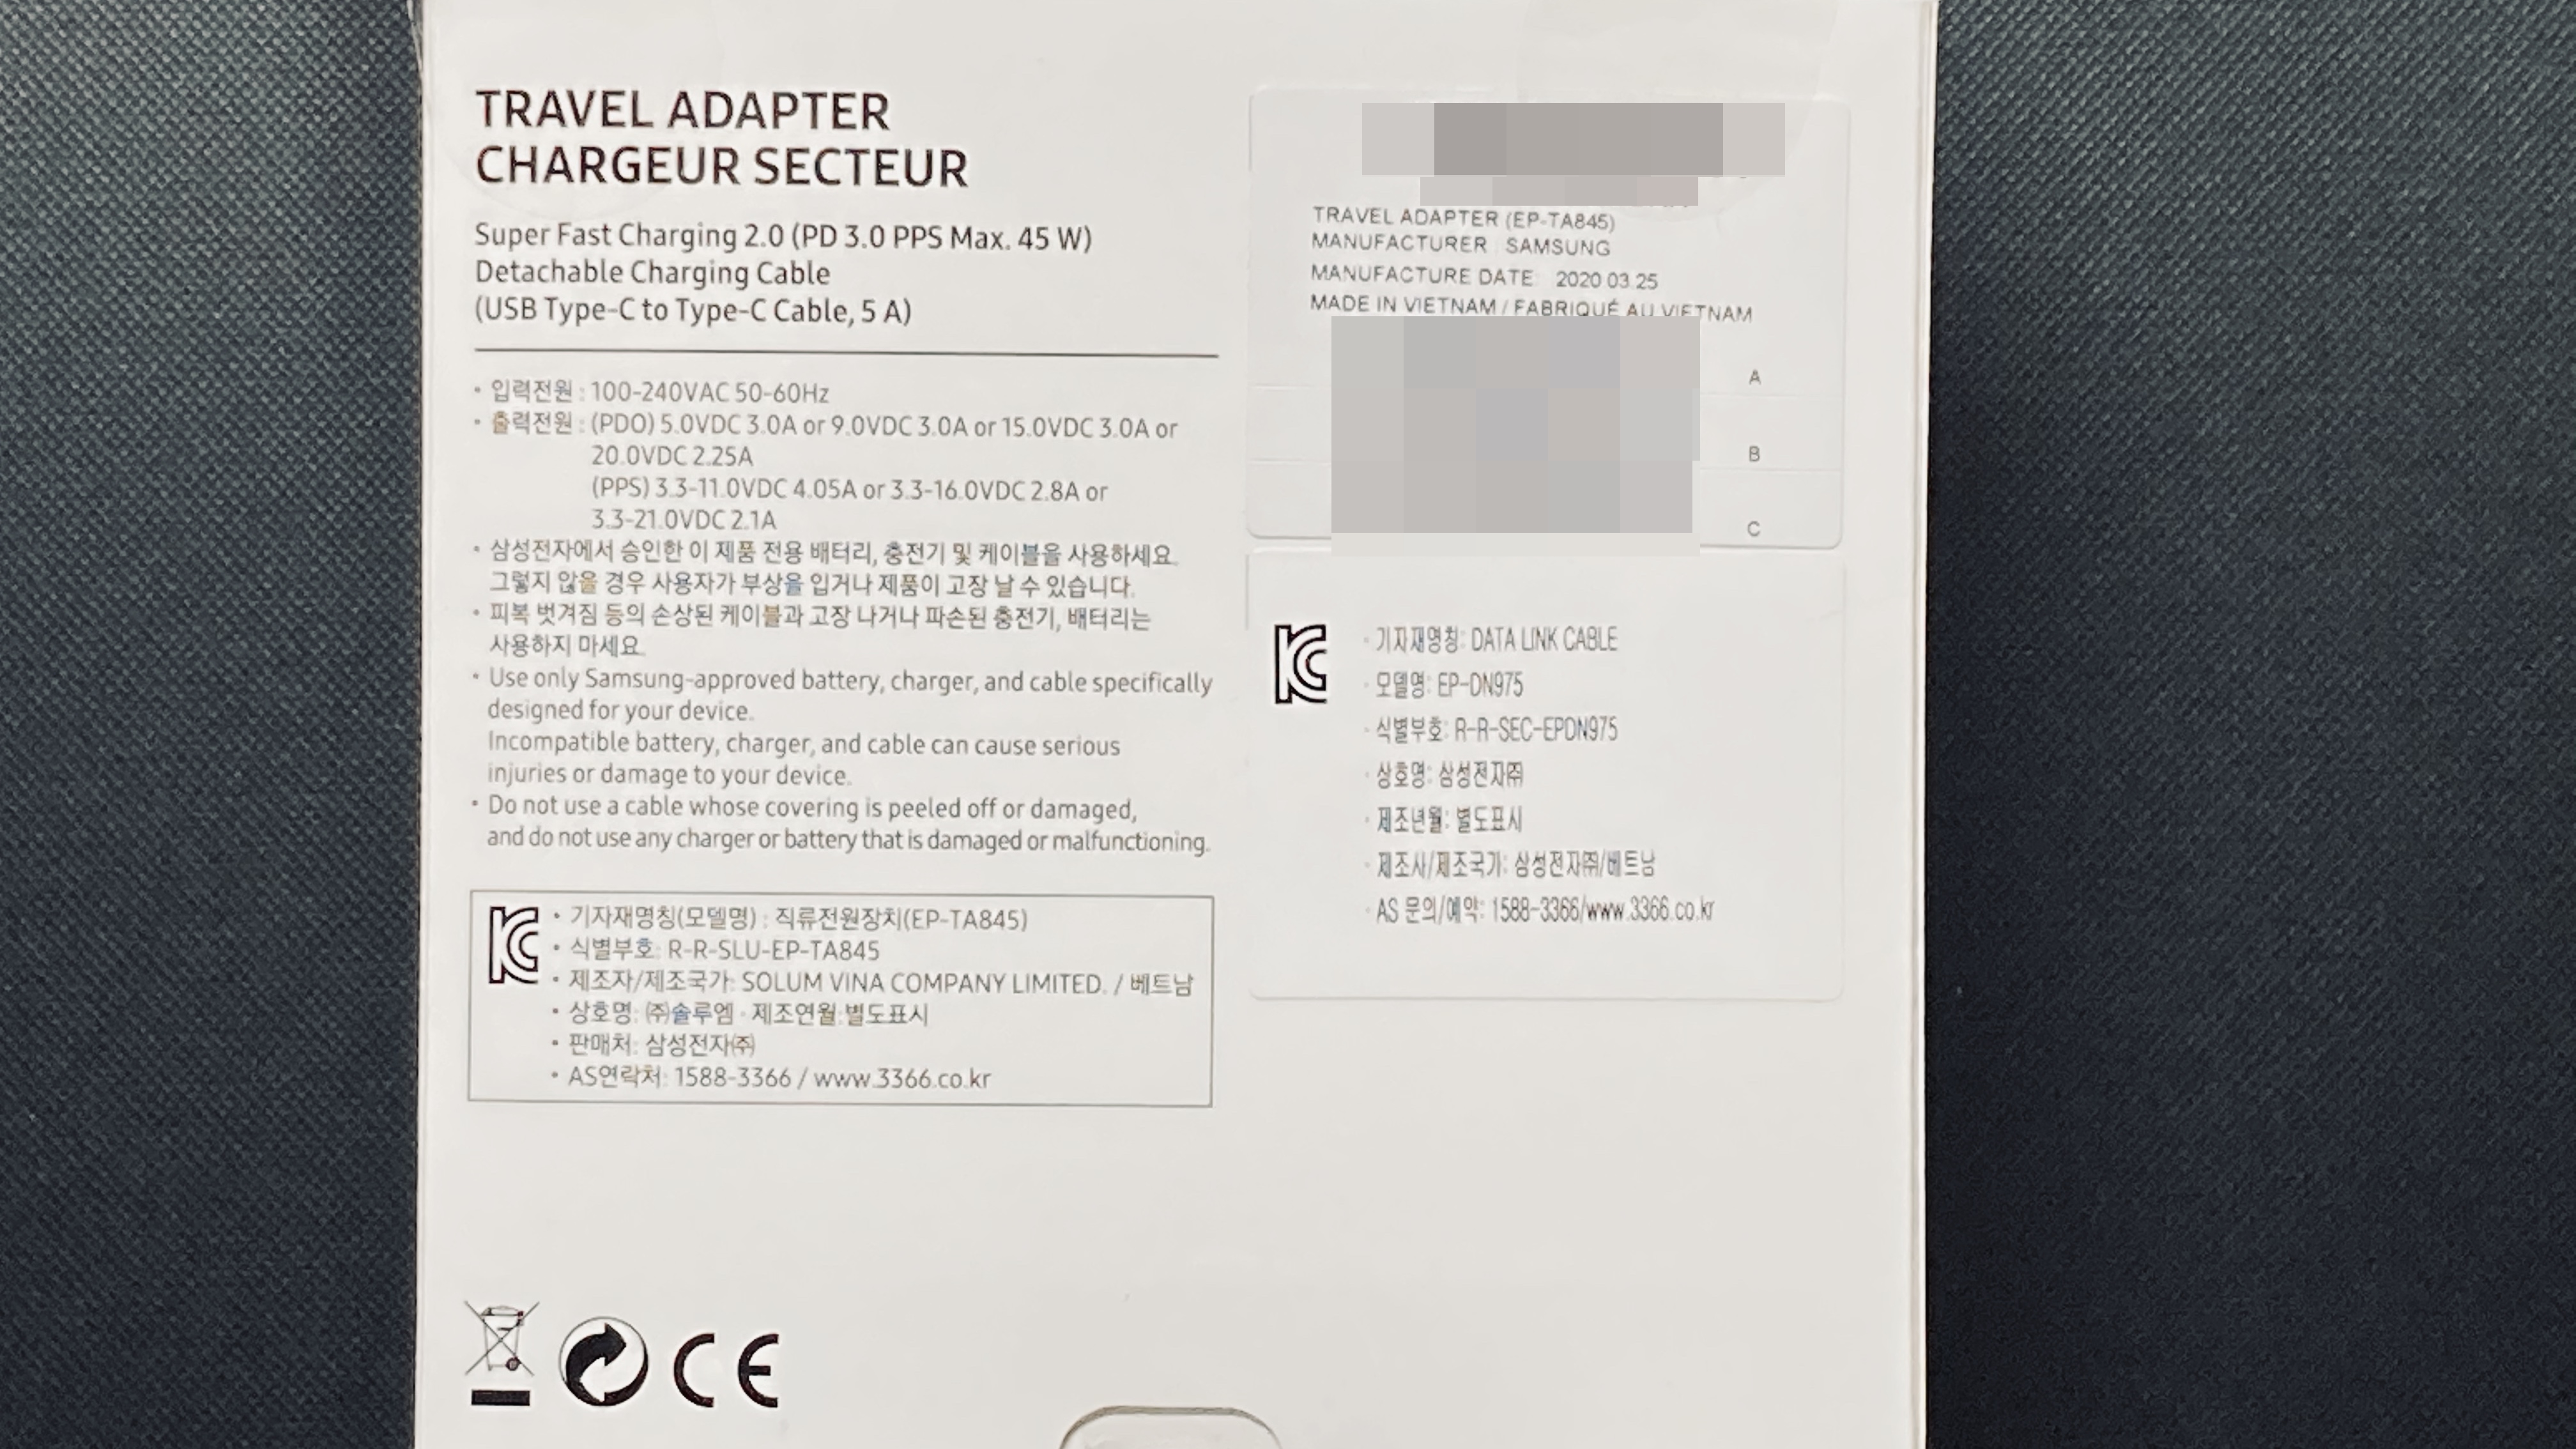 TRAVEL ADAPTER
CHARGEUR SECTEUR
Super Fast Charging 2.0 (PD 3.0 PPS Max. 45 W)
Detachable Charging Cable
(USB Type-C to Type-C Cable, 5 A)
• 입력전원 : 100-240VAC 50-60Hz
• 출력전원 : (PDO) 5.0VDC 3.0A or 9.0VDC 3.0A or 15.0VDC 3.0A or
20.0VDC 2.25A
(PPS) 3.3-11.0VDC 4.05A or 3.3-16.0VDC 2.8A or
3.3-21.0VDC 2.1A
• 삼성전자에서 승인한 이 제품 전용 배터리, 충전기 및 케이블을 사용하세요.
그렇지 않을 경우 사용자가 부상을 입거나 제품이 고장 날 수 있습니다.
• 피복 벗겨짐 등의 손상된 케이블과 고장 나거나 파손된 충전기, 배터리는
사용하지 마세요.
• Use only Samsung-approved battery, charger, and cable specifically
designed for your device.
Incompatible battery, charger, and cable can cause serious
injuries or damage to your device.
• Do not use a cable whose covering is peeled off or damaged,
and do not use any charger or battery that is damaged or malfunctioning.
• 기자재명칭(모델명) : 직류전원장치(EP-TA845)
• 식별부호: R-R-SLU-EP-TA845
• 제조자/제조국가: SOLUM VINA COMPANY LIMITED. / 베트남
• 상호명: ㈜솔루엠 · 제조연월:별도표시
• 판매처: 삼성전자㈜
• AS연락처: 1588-3366 / www.3366.co.kr
CE
TRAVEL ADAPTER (EP-TA845)
MANUFACTURER : SAMSUNG
MANUFACTURE DATE: 2020.03.25
MADE IN VIETNAM / FABRIQUÉ AU VIETNAM
A
B
C
· 기자재명칭: DATA LINK CABLE
· 모델명: EP-DN975
· 식별부호: R-R-SEC-EPDN975
· 상호명: 삼성전자㈜
· 제조년월: 별도표시
· 제조사/제조국가: 삼성전자㈜/베트남
· AS 문의/예약: 1588-3366/www.3366.co.kr